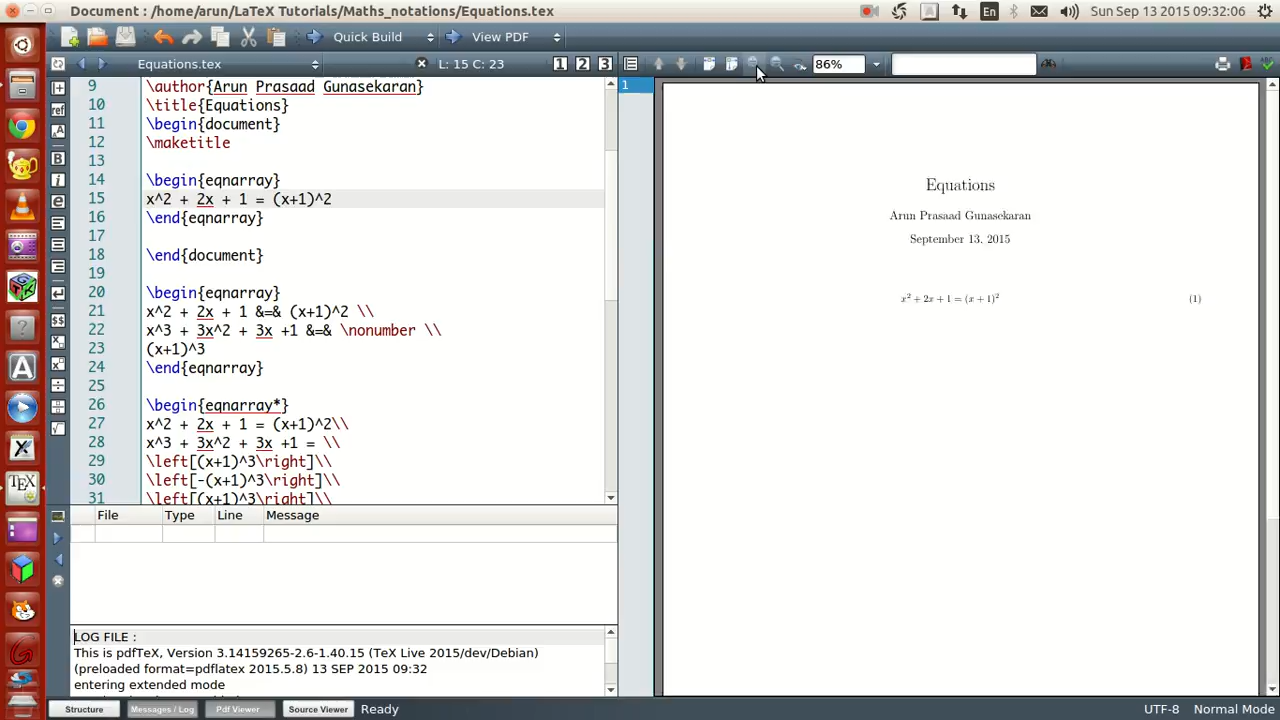 Document : /home/arun/LaTeX Tutorials/Maths_notations/Equations.tex
En
Sun Sep 13 2015 09:32:06
Quick Build
View PDF
Equations.tex
L: 15 C: 23
1 2 3
86%
9 \author{Arun Prasaad Gunasekaran}
10 \title{Equations}
11 \begin{document}
12 \maketitle
13
14 \begin{eqnarray}
15 x^2 + 2x + 1 = (x+1)^2
16 \end{eqnarray}
17
18 \end{document}
19
20 \begin{eqnarray}
21 x^2 + 2x + 1 &=& (x+1)^2 \\
22 x^3 + 3x^2 + 3x +1 &=& \nonumber \\
23 (x+1)^3
24 \end{eqnarray}
25
26 \begin{eqnarray*}
27 x^2 + 2x + 1 = (x+1)^2\\
28 x^3 + 3x^2 + 3x +1 = \\
29 \left[(x+1)^3\right]\\
30 \left[-(x+1)^3\right]\\
31 \left[(x+1)^3\right]\\
File Type Line Message
LOG FILE :
This is pdfTeX, Version 3.14159265-2.6-1.40.15 (TeX Live 2015/dev/Debian)
(preloaded format=pdflatex 2015.5.8) 13 SEP 2015 09:32
entering extended mode
1
Equations
Arun Prasaad Gunasekaran
September 13, 2015
x² + 2x + 1 = (x + 1)² (1)
Structure
Messages / Log
Pdf Viewer
Source Viewer
Ready
UTF-8
Normal Mode